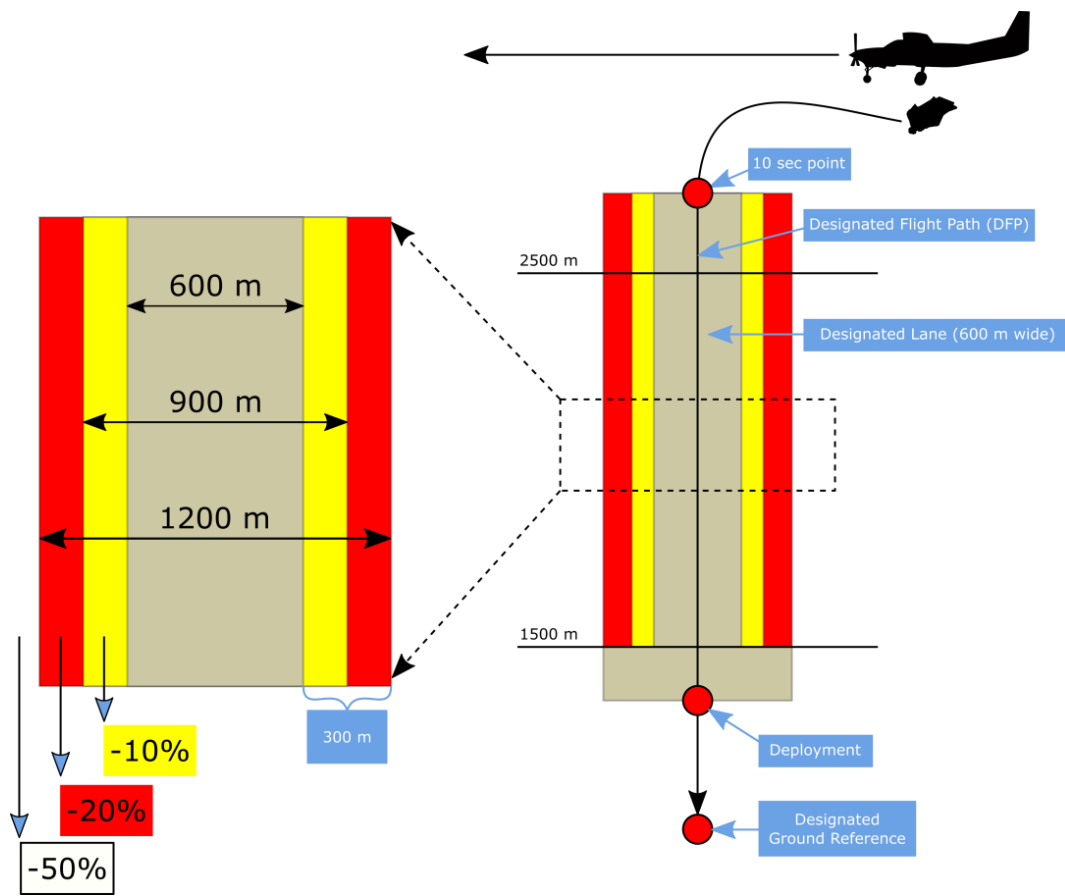 10 sec point
Designated Flight Path (DFP)
2500 m
600 m
Designated Lane (600 m wide)
900 m
1200 m
1500 m
300 m
-10%
Deployment
-20%
Designated
Ground Reference
-50%